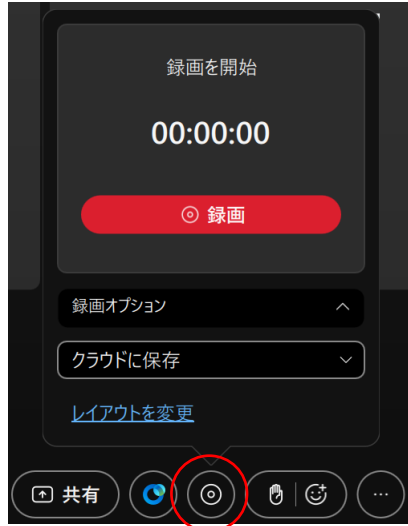 録画を開始
00:00:00
録画
録画オプション
クラウドに保存
レイアウトを変更
共有